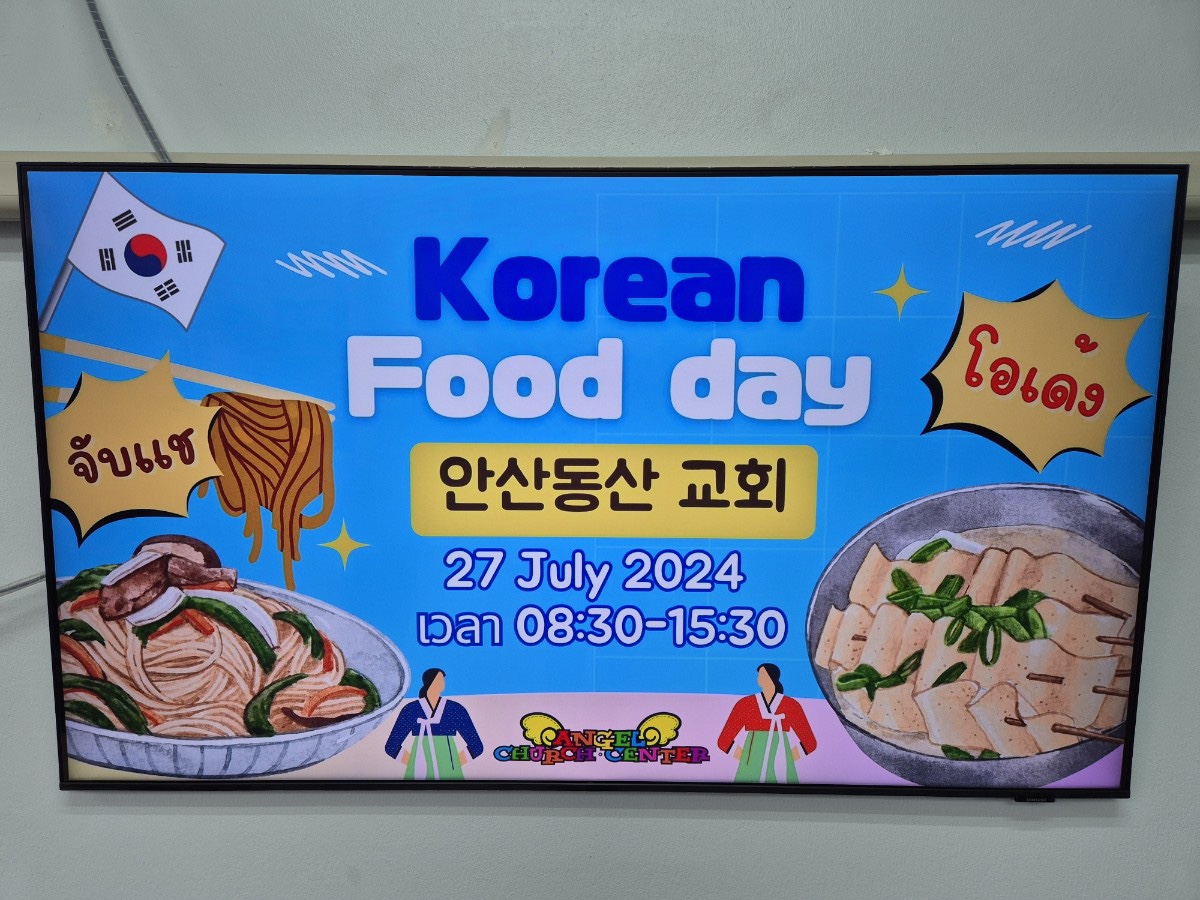 Korean
Food day
โอเด้ง
จับแช
안산동산 교회
27 July 2024
เวลา 08:30-15:30
ANGEL
CHURCH·CENTER
SAMSUNG